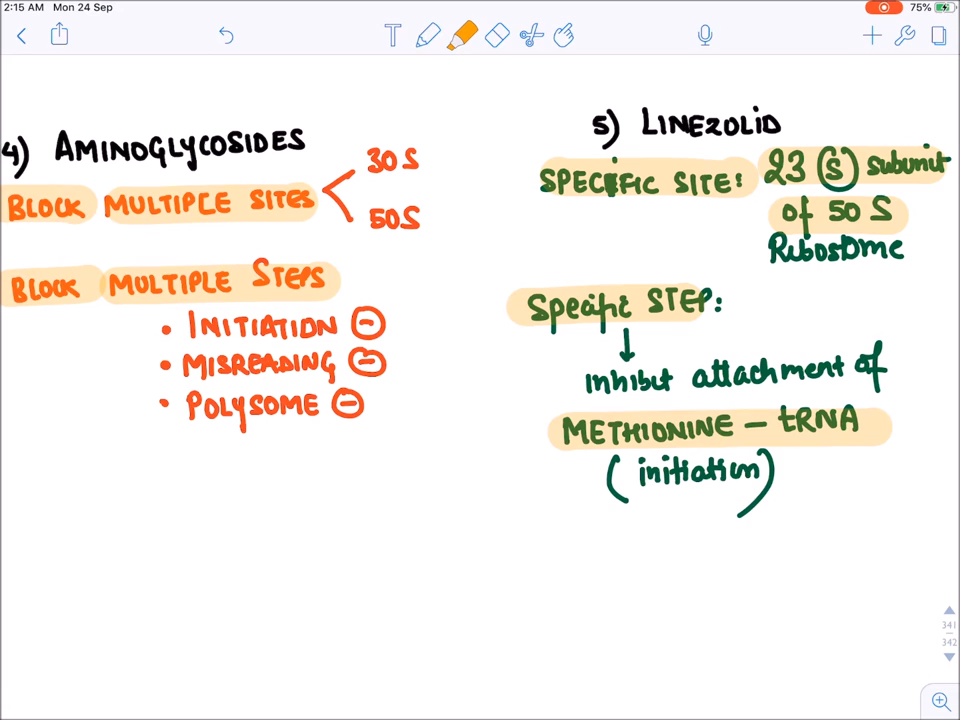 2:15 AM Mon 24 Sep
75%
4) AMINOGLYCOSIDES
BLOCK MULTIPLE SITES
30 S
50S
BLOCK MULTIPLE STEPS
• INITIATION ⊖
• MISREADING ⊖
• POLYSOME ⊖
5) LINEZOLID
SPECIFIC SITE: 23 (S) subunit
of 50 S
Ribosome
Specific STEP:
↓
inhibit attachment of
METHIONINE – tRNA
(initiation)
341
342